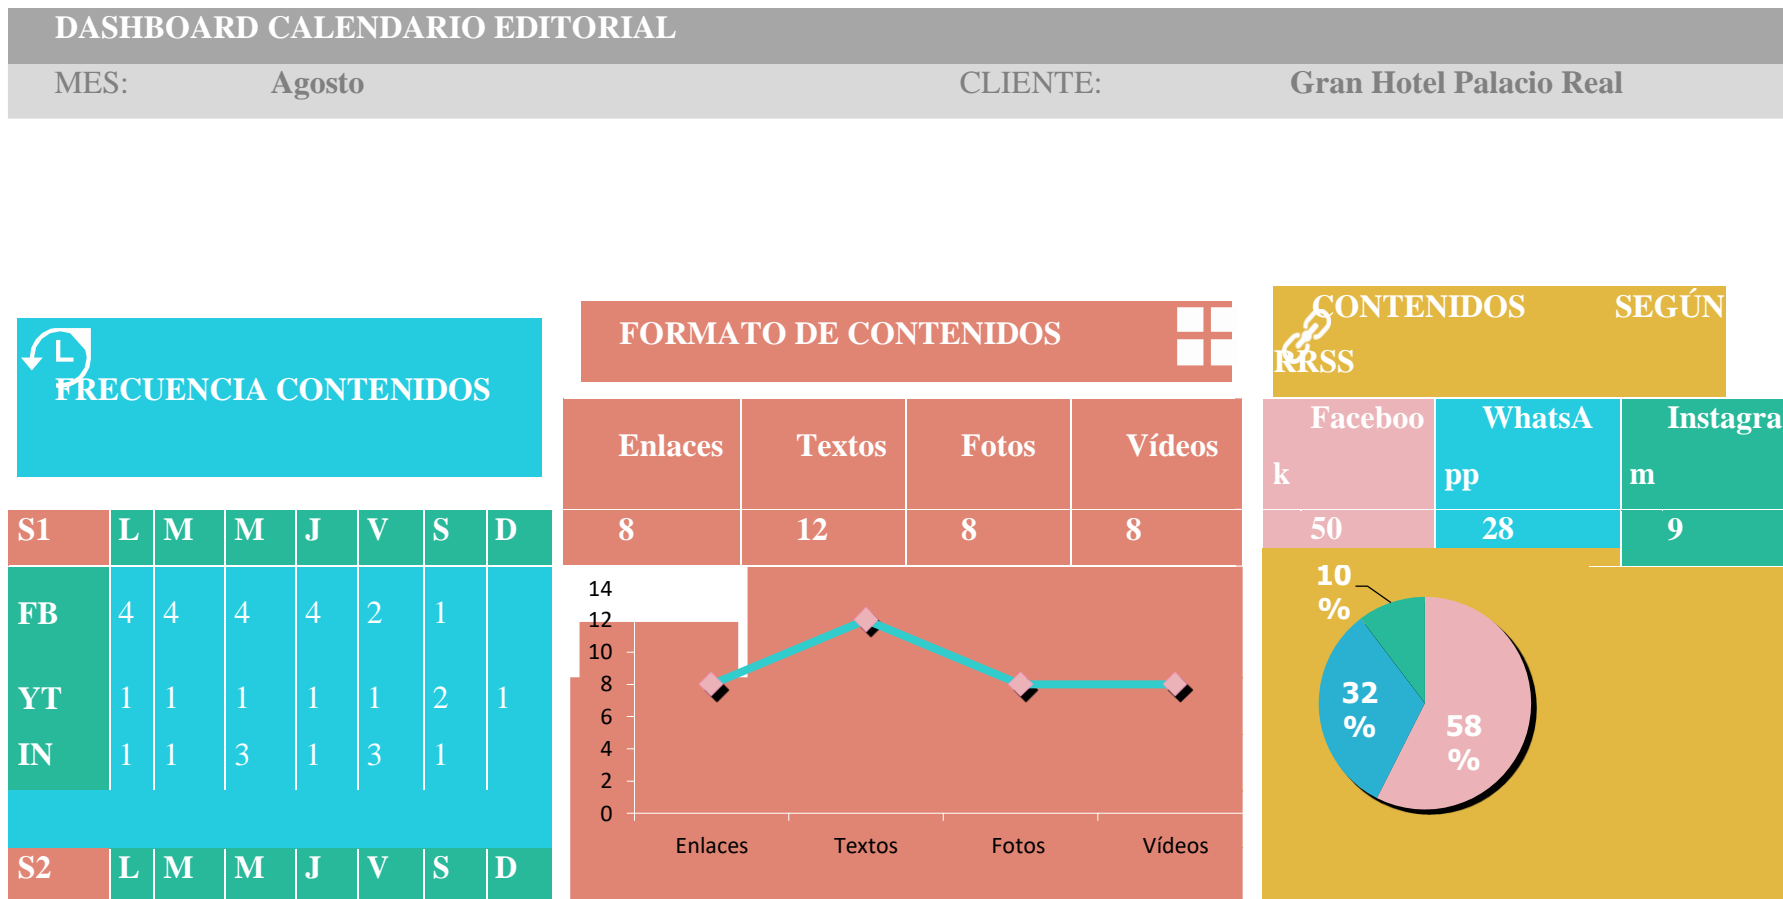 DASHBOARD CALENDARIO EDITORIAL
MES: Agosto CLIENTE: Gran Hotel Palacio Real
FRECUENCIA CONTENIDOS
S1 L M M J V S D
FB 4 4 4 4 2 1
YT 1 1 1 1 1 2 1
IN 1 1 3 1 3 1
S2 L M M J V S D
FORMATO DE CONTENIDOS
Enlaces Textos Fotos Vídeos
8 12 8 8
14
12
10
8
6
4
2
0
Enlaces Textos Fotos Vídeos
CONTENIDOS SEGÚN
RRSS
Faceboo WhatsA Instagra
k pp m
50 28 9
10
%
32
%
58
%